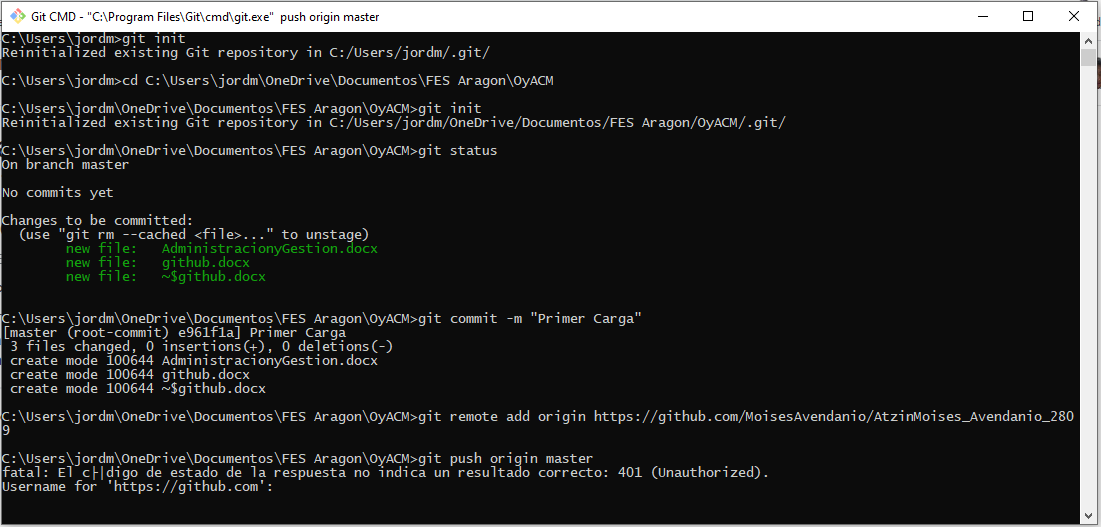 Git CMD - "C:\Program Files\Git\cmd\git.exe" push origin master
C:\Users\jordm>git init
Reinitialized existing Git repository in C:/Users/jordm/.git/
C:\Users\jordm>cd C:\Users\jordm\OneDrive\Documentos\FES Aragon\OyACM
C:\Users\jordm\OneDrive\Documentos\FES Aragon\OyACM>git init
Reinitialized existing Git repository in C:/Users/jordm/OneDrive/Documentos/FES Aragon/OyACM/.git/
C:\Users\jordm\OneDrive\Documentos\FES Aragon\OyACM>git status
On branch master
No commits yet
Changes to be committed:
(use "git rm --cached <file>..." to unstage)
new file:   AdministracionyGestion.docx
new file:   github.docx
new file:   ~$github.docx
C:\Users\jordm\OneDrive\Documentos\FES Aragon\OyACM>git commit -m "Primer Carga"
[master (root-commit) e961f1a] Primer Carga
3 files changed, 0 insertions(+), 0 deletions(-)
create mode 100644 AdministracionyGestion.docx
create mode 100644 github.docx
create mode 100644 ~$github.docx
C:\Users\jordm\OneDrive\Documentos\FES Aragon\OyACM>git remote add origin https://github.com/MoisesAvendanio/AtzinMoises_Avendanio_280
9
C:\Users\jordm\OneDrive\Documentos\FES Aragon\OyACM>git push origin master
fatal: El c├|digo de estado de la respuesta no indica un resultado correcto: 401 (Unauthorized).
Username for 'https://github.com':